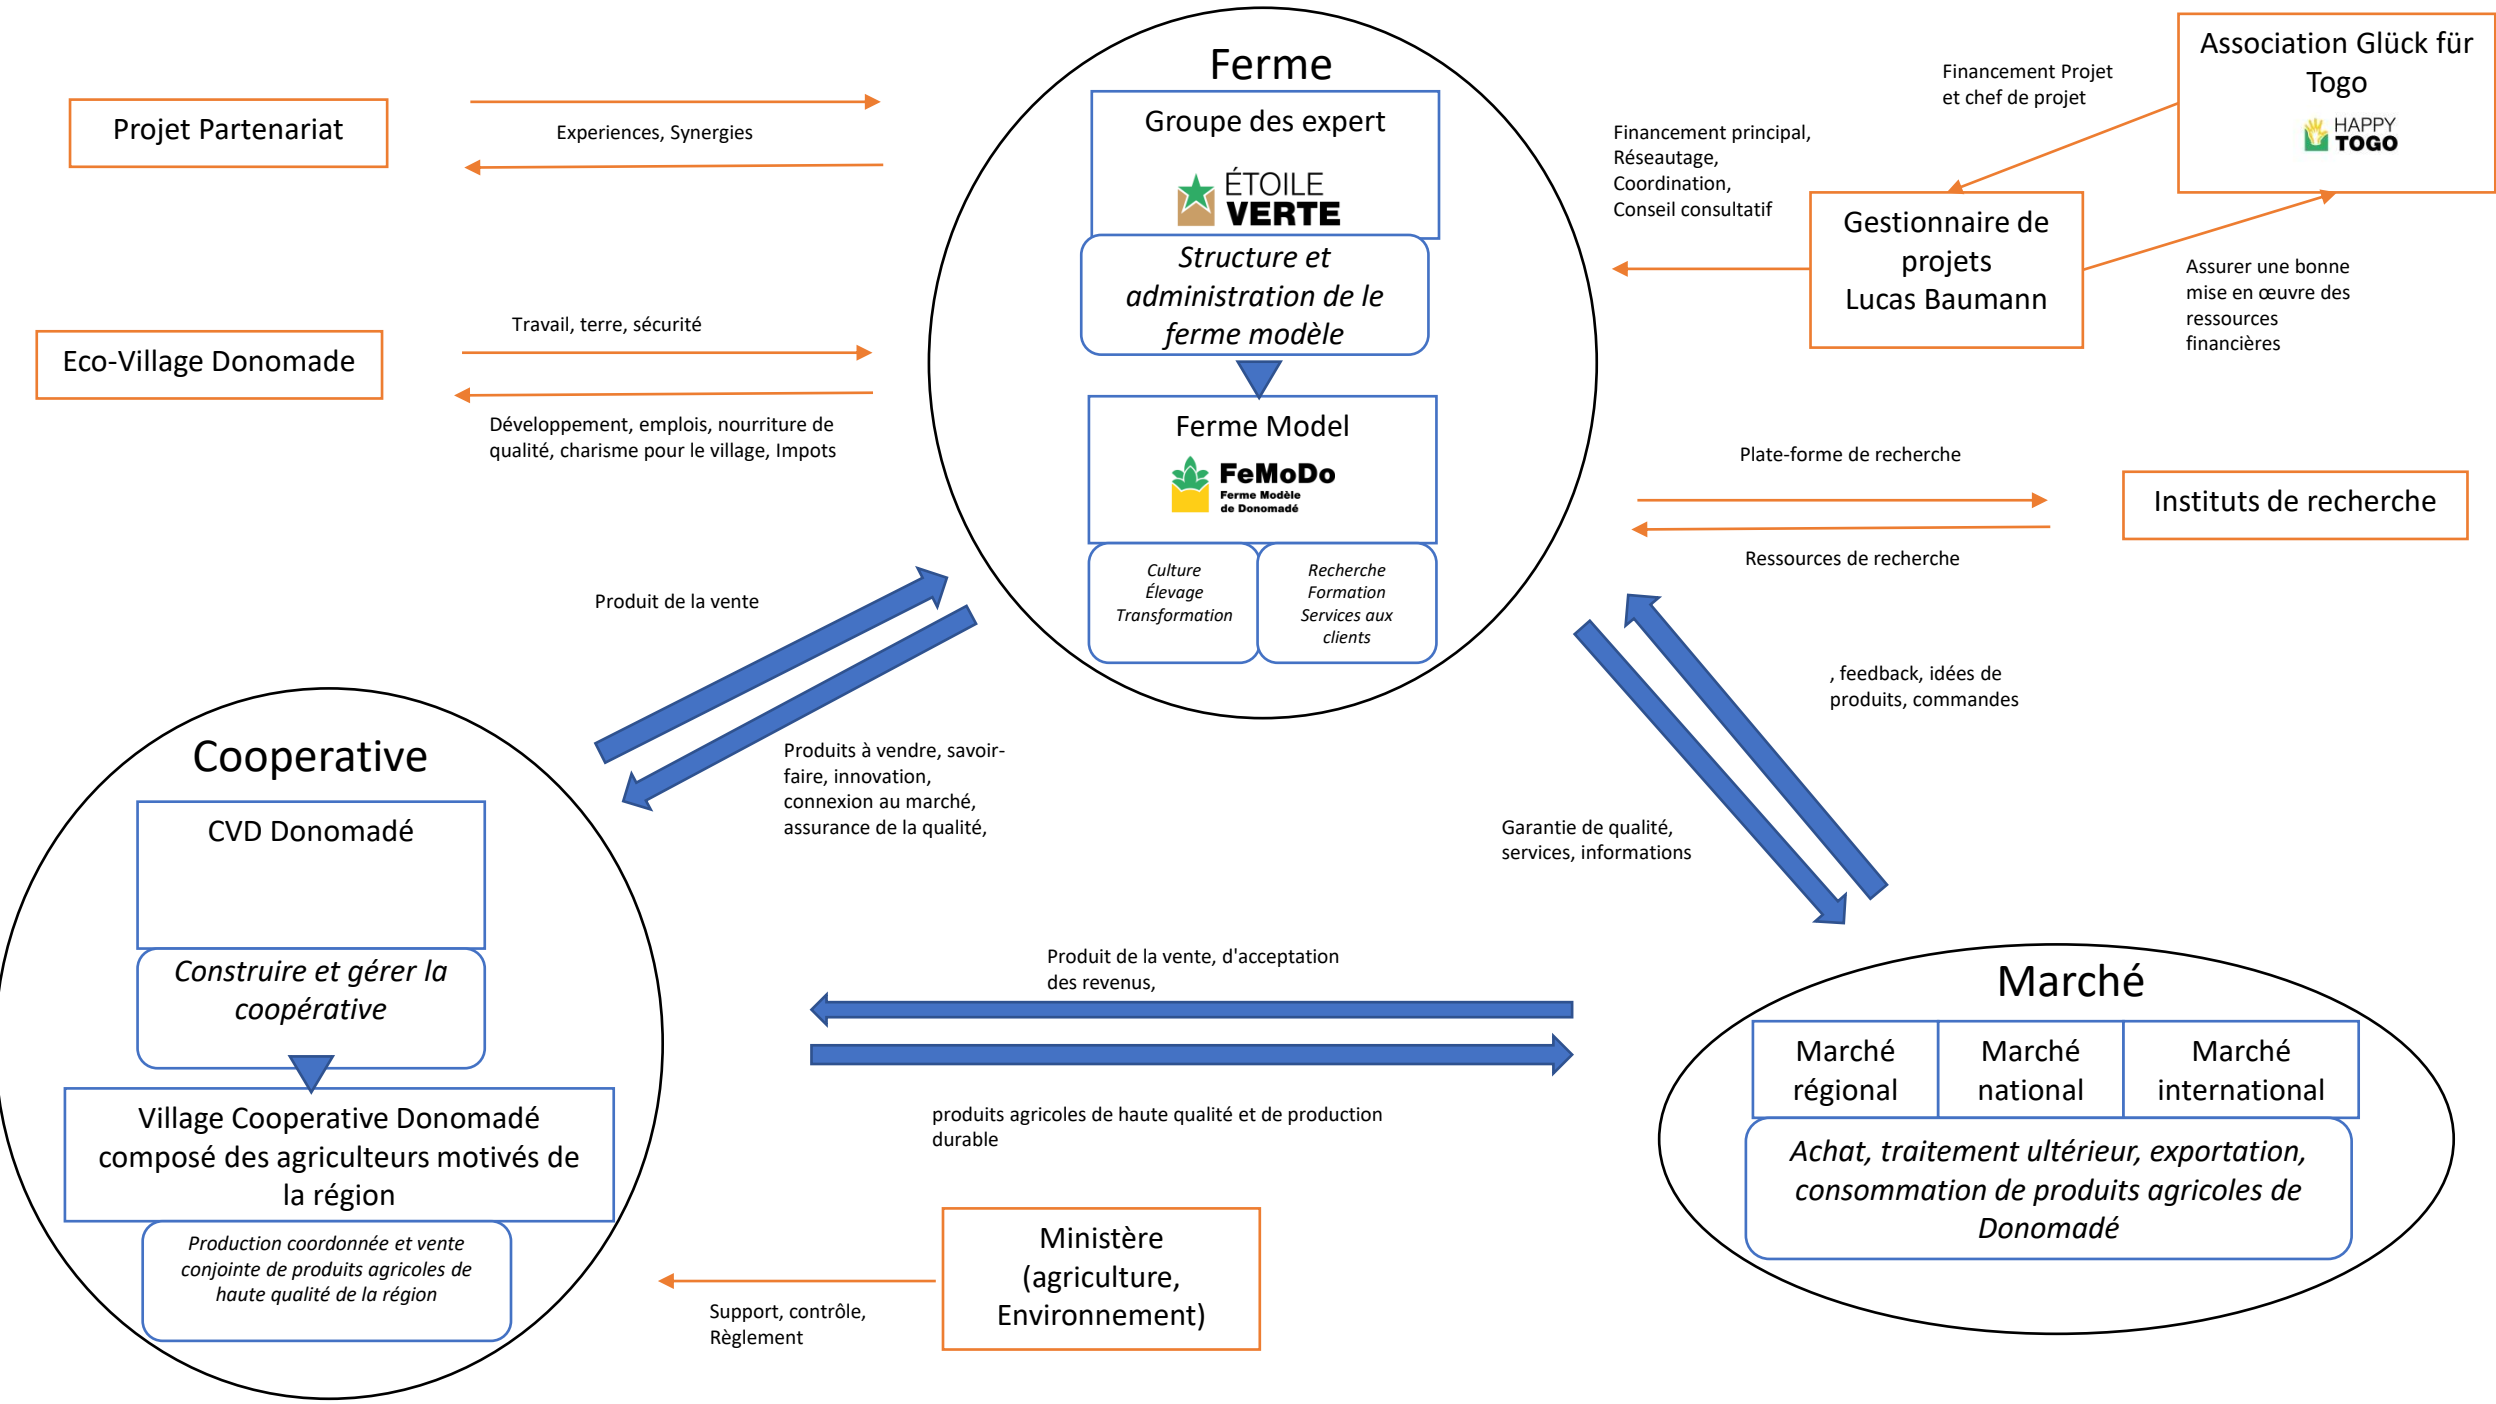 Ferme
Groupe des expert
ÉTOILE
VERTE
Structure et
administration de le
ferme modèle
Ferme Model
FeMoDo
Ferme Modèle
de Donomadé
Culture
Élevage
Transformation
Recherche
Formation
Services aux
clients
Projet Partenariat
Experiences, Synergies
Eco-Village Donomade
Travail, terre, sécurité
Développement, emplois, nourriture de
qualité, charisme pour le village, Impots
Association Glück für
Togo
HAPPY
TOGO
Financement Projet
et chef de projet
Financement principal,
Réseautage,
Coordination,
Conseil consultatif
Gestionnaire de
projets
Lucas Baumann
Assurer une bonne
mise en œuvre des
ressources
financières
Plate-forme de recherche
Instituts de recherche
Ressources de recherche
Produit de la vente
Produits à vendre, savoir-
faire, innovation,
connexion au marché,
assurance de la qualité,
, feedback, idées de
produits, commandes
Garantie de qualité,
services, informations
Cooperative
CVD Donomadé
Construire et gérer la
coopérative
Village Cooperative Donomadé
composé des agriculteurs motivés de
la région
Production coordonnée et vente
conjointe de produits agricoles de
haute qualité de la région
Produit de la vente, d'acceptation
des revenus,
produits agricoles de haute qualité et de production
durable
Ministère
(agriculture,
Environnement)
Support, contrôle,
Règlement
Marché
Marché
régional
Marché
national
Marché
international
Achat, traitement ultérieur, exportation,
consommation de produits agricoles de
Donomadé